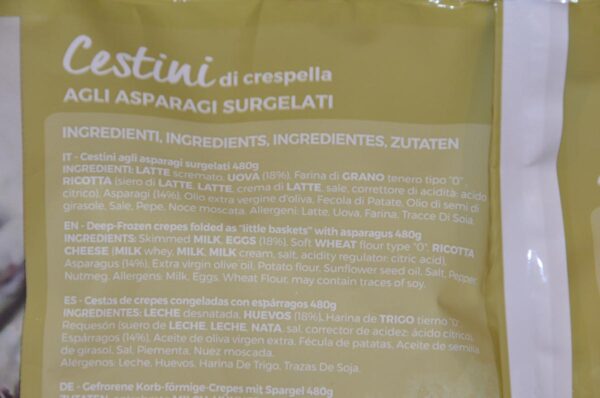 Cestini di crespella
AGLI ASPARAGI SURGELATI
INGREDIENTI, INGREDIENTS, INGREDIENTES, ZUTATEN
IT - Cestini agli asparagi surgelati 480g
INGREDIENTI: LATTE scremato, UOVA (18%), Farina di GRANO (tenero tipo "0",
RICOTTA (siero di LATTE, LATTE, crema di LATTE, sale, correttore di acidità: acido
citrico), Asparagi (14%), Olio extra vergine d'oliva, Fecola di Patate, Olio di semi di
girasole, Sale, Pepe, Noce moscata. Allergeni: Latte, Uova, Farina. Tracce Di Soia.
EN - Deep-Frozen crepes folded as "little baskets" with asparagus 480g
INGREDIENTS: Skimmed MILK, EGGS (18%), Soft WHEAT flour type "0", RICOTTA
CHEESE (MILK whey, MILK, MILK cream, salt, acidity regulator: citric acid),
Asparagus (14%), Extra virgin olive oil, Potato flour, Sunflower seed oil, Salt, Pepper,
Nutmeg. Allergens: Milk, Eggs, Wheat Flour, may contain traces of soy.
ES - Cestas de crepes congeladas con espárragos 480g
INGREDIENTES: LECHE desnatada, HUEVOS (18%), Harina de TRIGO tierno "0",
Requesón (suero de LECHE, LECHE, NATA, sal, corrector de acidez: ácido cítrico),
Espárragos (14%), Aceite de oliva virgen extra, Fécula de patatas, Aceite de semilla
de girasol, Sal, Piementa, Nuez moscada.
Alérgenos: Leche, Huevos, Harina De Trigo, Trazas De Soja.
DE - Gefrorene Korb-förmige-Crepes mit Spargel 480g